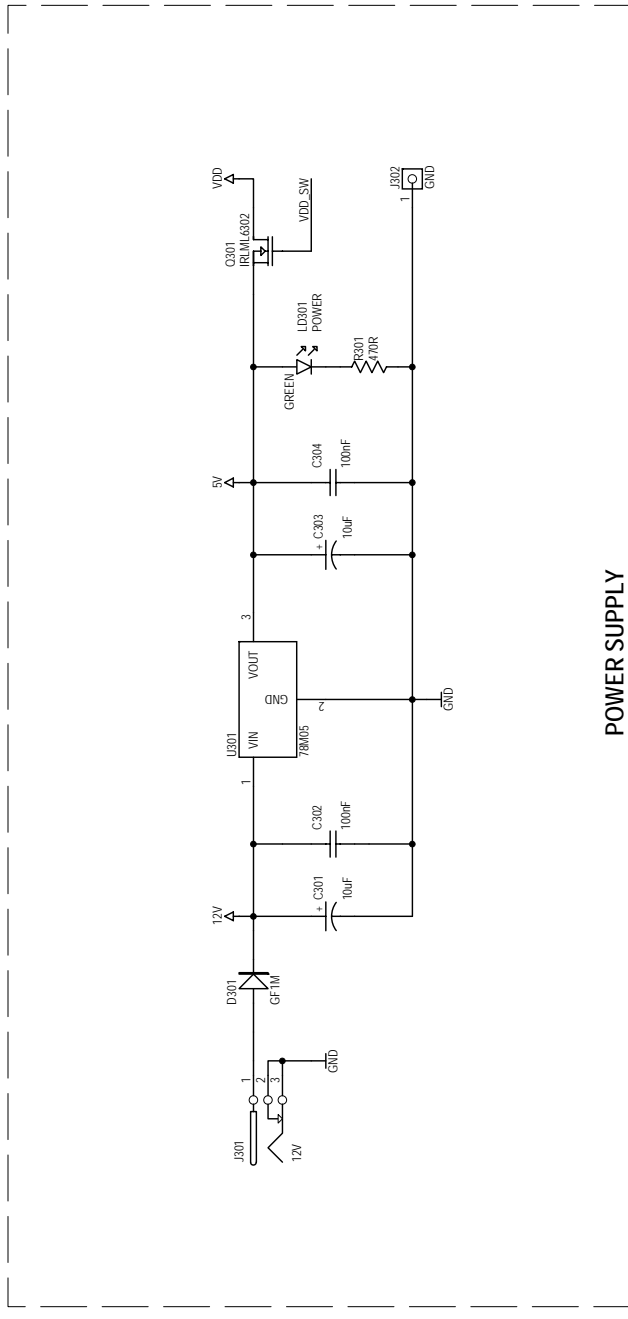 J301
1
2
3
12V
GND
D301
GF1M
12V
+ C301
10uF
C302
100nF
1
U301
VIN
VOUT
GND
78M05
2
3
GND
+ C303
10uF
5V
C304
100nF
GREEN
LD301
POWER
R301
470R
Q301
IRLML6302
VDD
VDD_SW
J302
1
GND
POWER SUPPLY